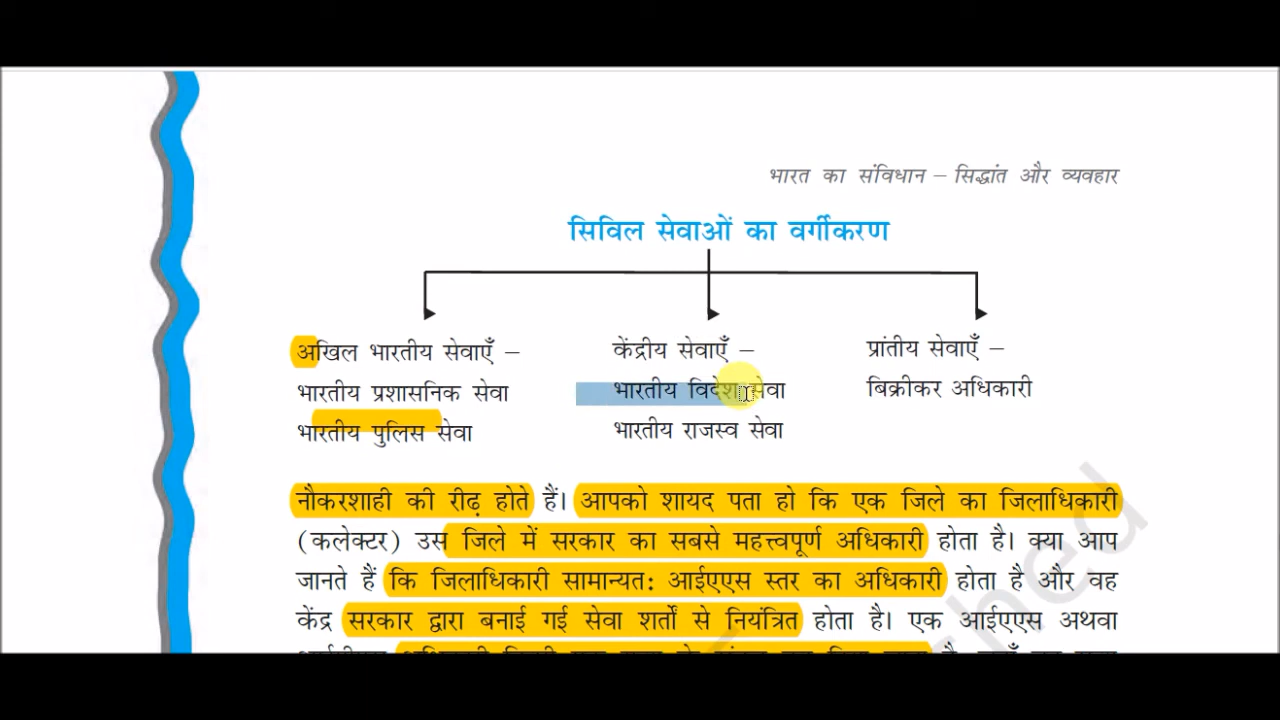 भारत का संविधान – सिद्धांत और व्यवहार
सिविल सेवाओं का वर्गीकरण
अखिल भारतीय सेवाएँ –
भारतीय प्रशासनिक सेवा
भारतीय पुलिस सेवा
केंद्रीय सेवाएँ –
भारतीय विदेश सेवा
भारतीय राजस्व सेवा
प्रांतीय सेवाएँ –
बिक्रीकर अधिकारी
नौकरशाही की रीढ़ होते हैं। आपको शायद पता हो कि एक जिले का जिलाधिकारी
(कलेक्टर) उस जिले में सरकार का सबसे महत्त्वपूर्ण अधिकारी होता है। क्या आप
जानते हैं कि जिलाधिकारी सामान्यत: आईएएस स्तर का अधिकारी होता है और वह
केंद्र सरकार द्वारा बनाई गई सेवा शर्तों से नियंत्रित होता है। एक आईएएस अथवा